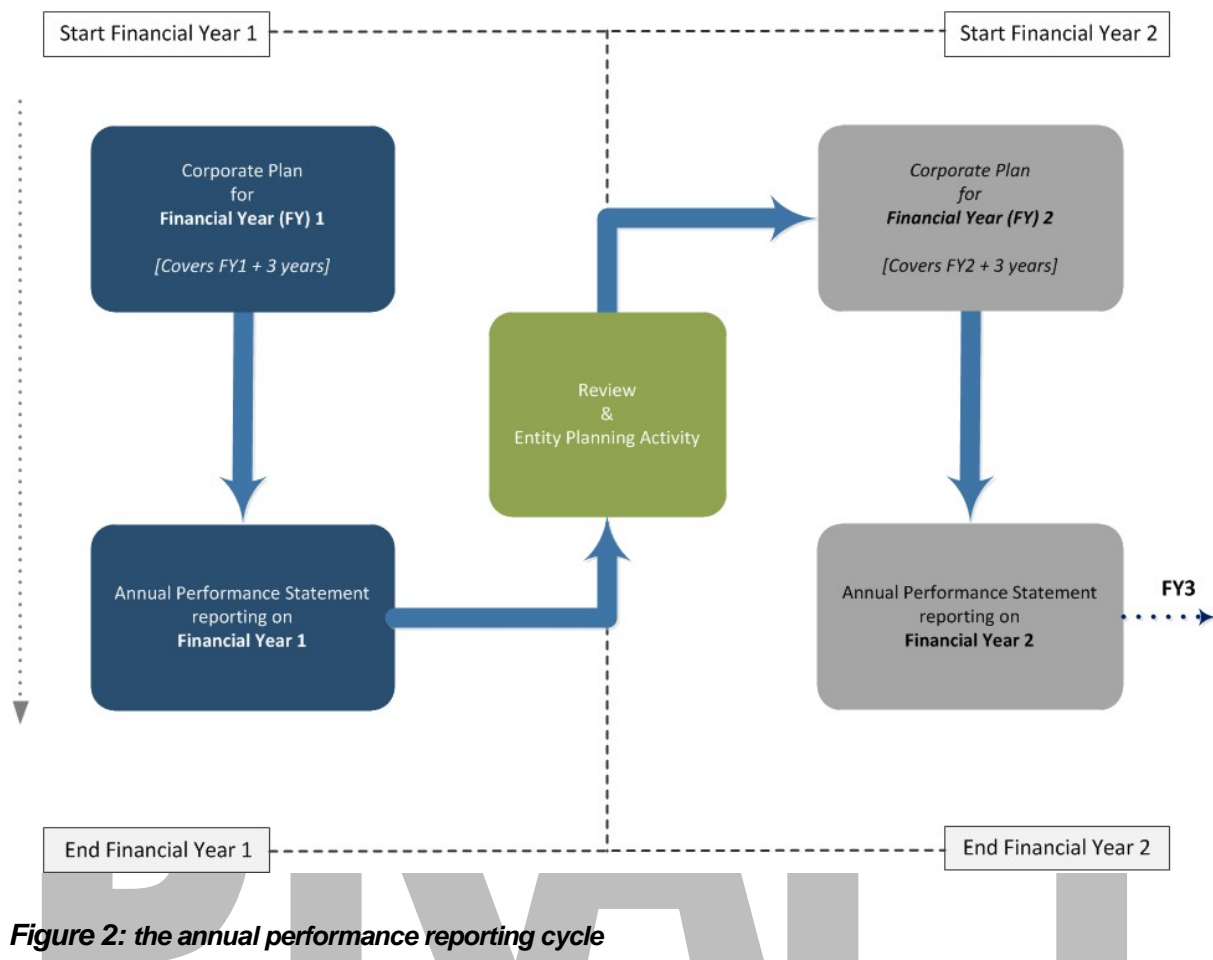 Start Financial Year 1
Start Financial Year 2
Corporate Plan
for
Financial Year (FY) 1
[Covers FY1 + 3 years]
Corporate Plan
for
Financial Year (FY) 2
[Covers FY2 + 3 years]
Review
&
Entity Planning Activity
Annual Performance Statement
reporting on
Financial Year 1
Annual Performance Statement
reporting on
Financial Year 2
FY3
End Financial Year 1
End Financial Year 2
Figure 2: the annual performance reporting cycle